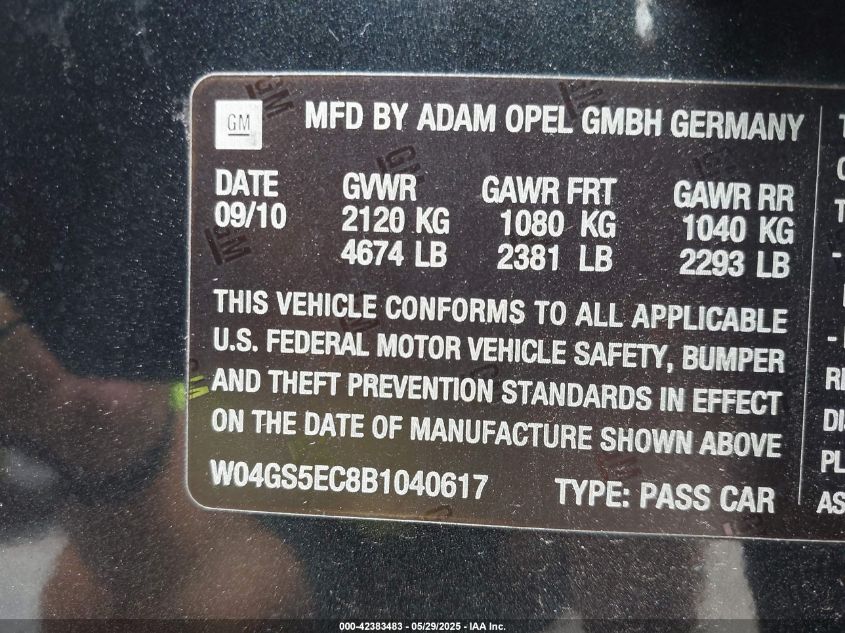 GM
MFD BY ADAM OPEL GMBH GERMANY
DATE GVWR GAWR FRT GAWR RR
09/10 2120 KG 1080 KG 1040 KG
4674 LB 2381 LB 2293 LB
THIS VEHICLE CONFORMS TO ALL APPLICABLE
U.S. FEDERAL MOTOR VEHICLE SAFETY, BUMPER
AND THEFT PREVENTION STANDARDS IN EFFECT
ON THE DATE OF MANUFACTURE SHOWN ABOVE
W04GS5EC8B1040617 TYPE: PASS CAR
000-42383483 - 05/29/2025 - IAA Inc.